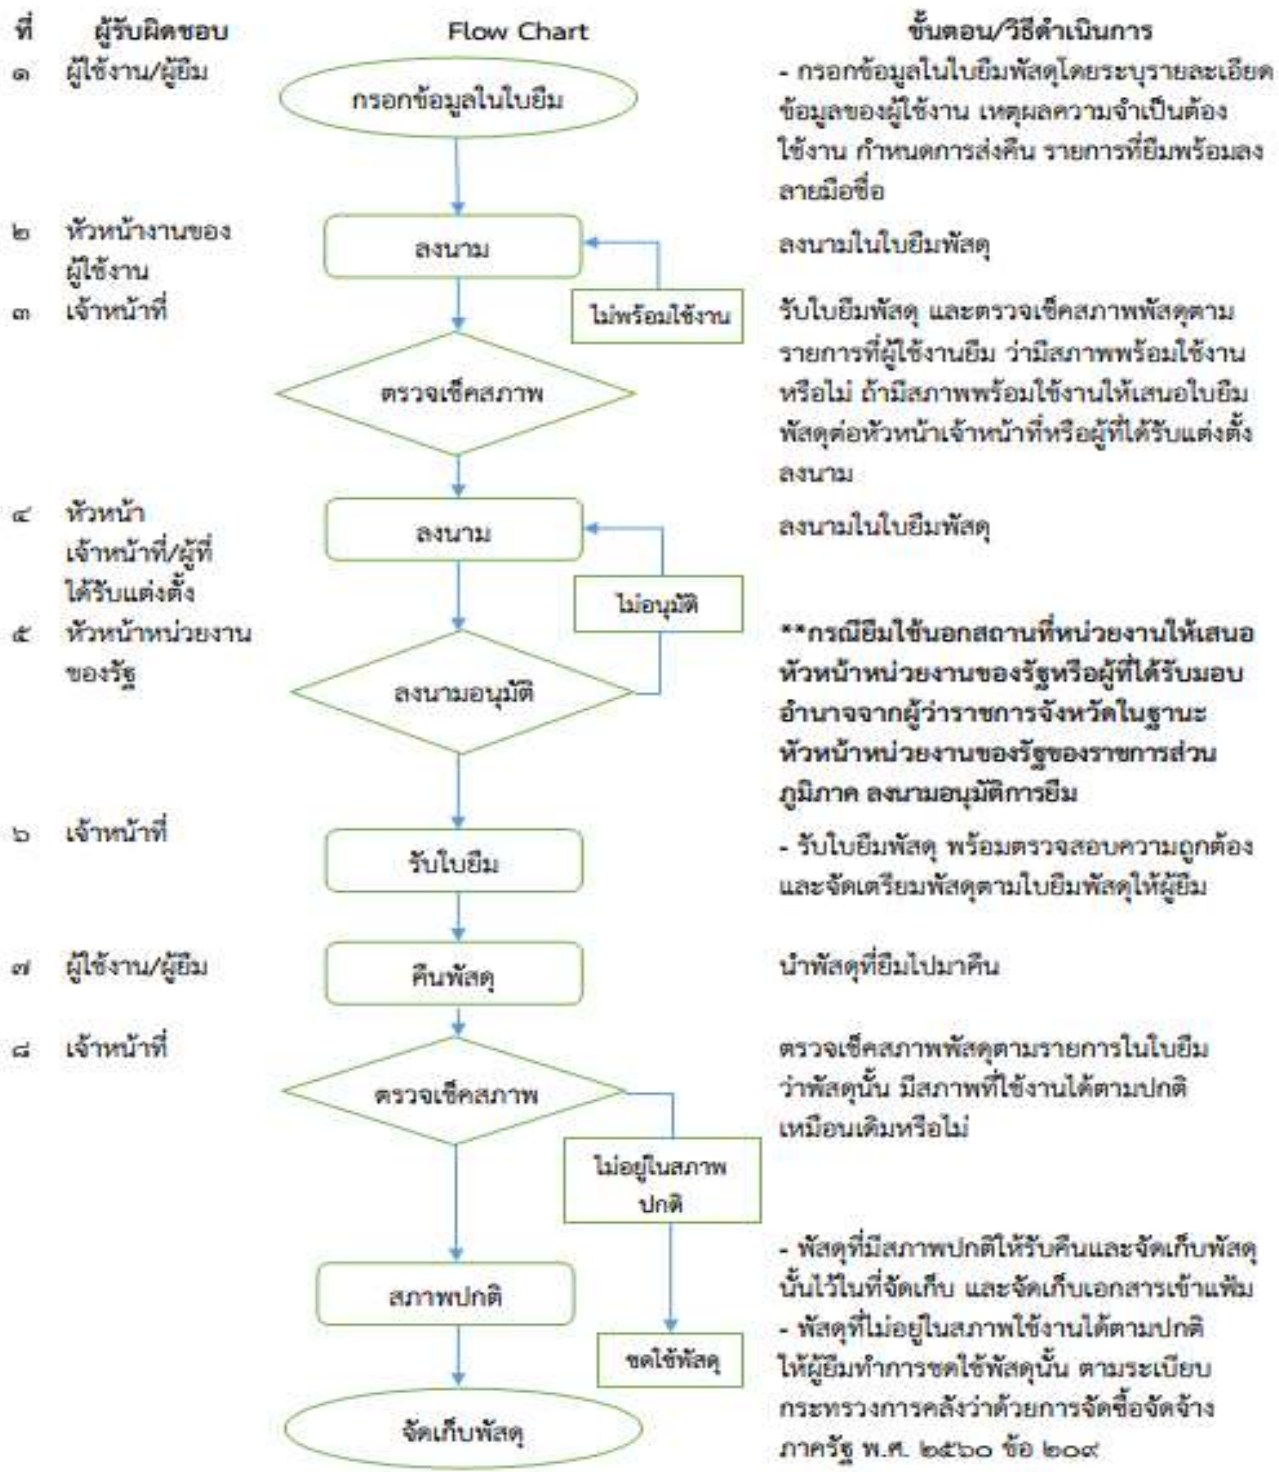 ที่ ผู้รับผิดชอบ Flow Chart ขั้นตอน/วิธีดำเนินการ
๑ ผู้ใช้งาน/ผู้ยืม
กรอกข้อมูลในใบยืม
- กรอกข้อมูลในใบยืมพัสดุโดยระบุรายละเอียด
ข้อมูลของผู้ใช้งาน เหตุผลความจำเป็นต้อง
ใช้งาน กำหนดการส่งคืน รายการที่ยืมพร้อมลง
ลายมือชื่อ
๒ หัวหน้างานของ
ผู้ใช้งาน
ลงนาม
ลงนามในใบยืมพัสดุ
ไม่พร้อมใช้งาน
๓ เจ้าหน้าที่
ตรวจเช็คสภาพ
รับใบยืมพัสดุ และตรวจเช็คสภาพพัสดุตาม
รายการที่ผู้ใช้งานยืม ว่ามีสภาพพร้อมใช้งาน
หรือไม่ ถ้ามีสภาพพร้อมใช้งานให้เสนอใบยืม
พัสดุต่อหัวหน้าเจ้าหน้าที่หรือผู้ที่ได้รับแต่งตั้ง
ลงนาม
๔ หัวหน้า
เจ้าหน้าที่/ผู้ที่
ได้รับแต่งตั้ง
ลงนาม
ลงนามในใบยืมพัสดุ
ไม่อนุมัติ
๕ หัวหน้าหน่วยงาน
ของรัฐ
ลงนามอนุมัติ
**กรณียืมใช้นอกสถานที่หน่วยงานให้เสนอ
หัวหน้าหน่วยงานของรัฐหรือผู้ที่ได้รับมอบ
อำนาจจากผู้ว่าราชการจังหวัดในฐานะ
หัวหน้าหน่วยงานของรัฐของราชการส่วน
ภูมิภาค ลงนามอนุมัติการยืม
๖ เจ้าหน้าที่
รับใบยืม
- รับใบยืมพัสดุ พร้อมตรวจสอบความถูกต้อง
และจัดเตรียมพัสดุตามใบยืมพัสดุให้ผู้ยืม
๗ ผู้ใช้งาน/ผู้ยืม
คืนพัสดุ
นำพัสดุที่ยืมไปมาคืน
๘ เจ้าหน้าที่
ตรวจเช็คสภาพ
ตรวจเช็คสภาพพัสดุตามรายการในใบยืม
ว่าพัสดุนั้น มีสภาพที่ใช้งานได้ตามปกติ
เหมือนเดิมหรือไม่
ไม่อยู่ในสภาพ
ปกติ
สภาพปกติ
ชดใช้พัสดุ
จัดเก็บพัสดุ
- พัสดุที่มีสภาพปกติให้รับคืนและจัดเก็บพัสดุ
นั้นไว้ในที่จัดเก็บ และจัดเก็บเอกสารเข้าแฟ้ม
- พัสดุที่ไม่อยู่ในสภาพใช้งานได้ตามปกติ
ให้ผู้ยืมทำการชดใช้พัสดุนั้น ตามระเบียบ
กระทรวงการคลังว่าด้วยการจัดซื้อจัดจ้าง
ภาครัฐ พ.ศ. ๒๕๖๐ ข้อ ๒๐๙